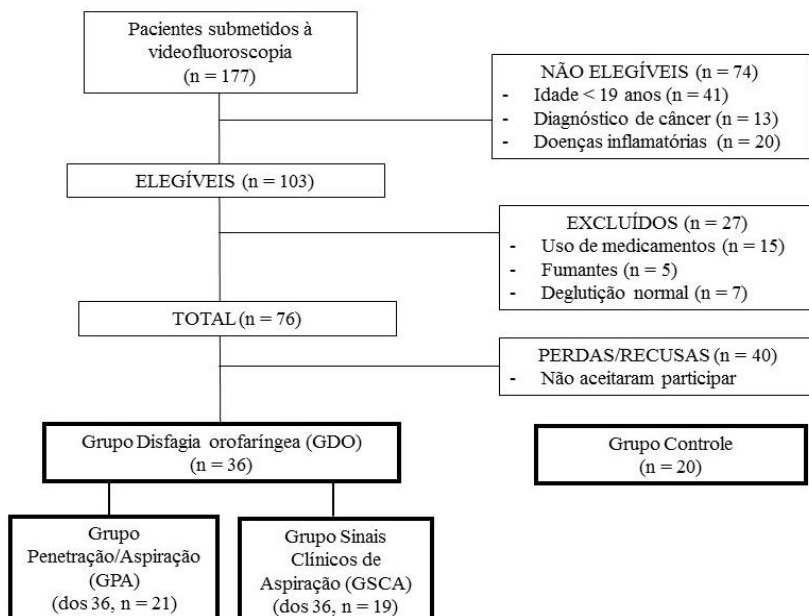 Pacientes submetidos à
videofluoroscopia
(n = 177)
NÃO ELEGÍVEIS (n = 74)
- Idade < 19 anos (n = 41)
- Diagnóstico de câncer (n = 13)
- Doenças inflamatórias (n = 20)
ELEGÍVEIS (n = 103)
EXCLUÍDOS (n = 27)
- Uso de medicamentos (n = 15)
- Fumantes (n = 5)
- Deglutição normal (n = 7)
TOTAL (n = 76)
PERDAS/RECUSAS (n = 40)
- Não aceitaram participar
Grupo Disfagia orofaríngea (GDO)
(n = 36)
Grupo Controle
(n = 20)
Grupo
Penetração/Aspiração
(GPA)
(dos 36, n = 21)
Grupo Sinais
Clínicos de
Aspiração (GSCA)
(dos 36, n = 19)